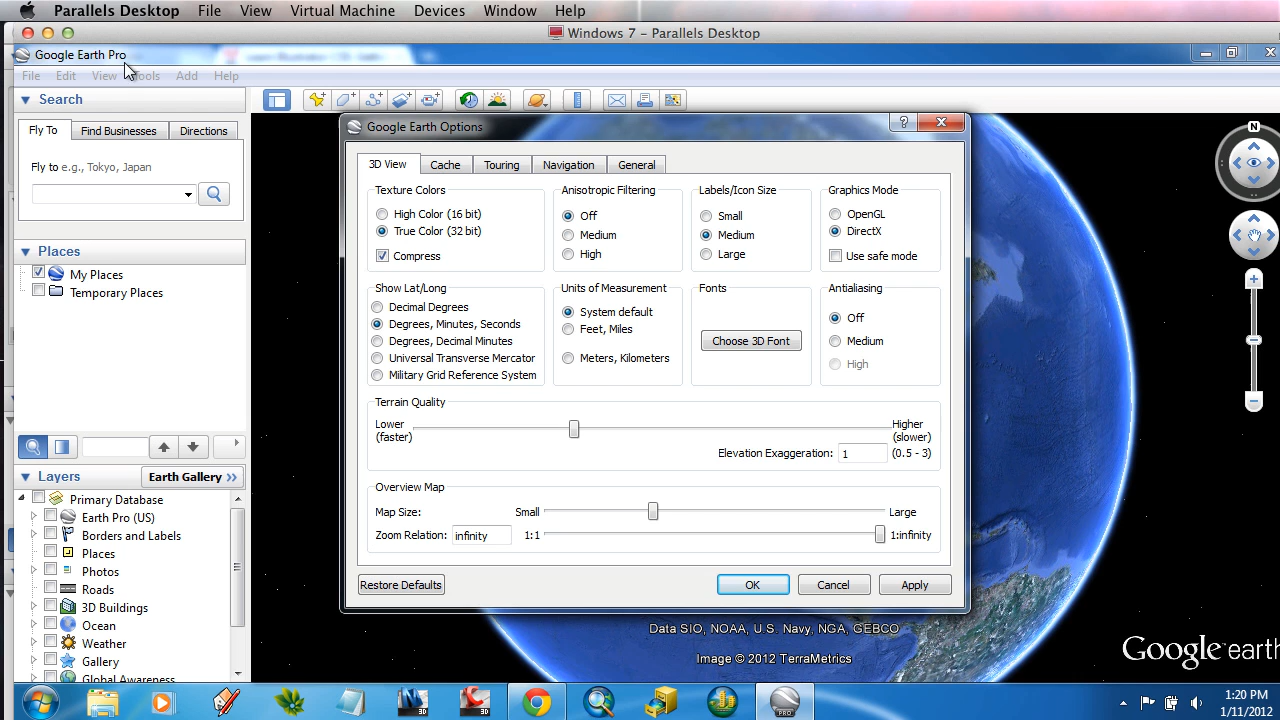 Parallels Desktop File View Virtual Machine Devices Window Help
Windows 7 - Parallels Desktop
Google Earth Pro
File Edit View Tools Add Help
Search
Fly To Find Businesses Directions
Fly to e.g., Tokyo, Japan
Places
My Places
Temporary Places
Layers Earth Gallery >>
Primary Database
Earth Pro (US)
Borders and Labels
Places
Photos
Roads
3D Buildings
Ocean
Weather
Gallery
Global Awareness
Google Earth Options
3D View Cache Touring Navigation General
Texture Colors
High Color (16 bit)
True Color (32 bit)
Compress
Anisotropic Filtering
Off
Medium
High
Labels/Icon Size
Small
Medium
Large
Graphics Mode
OpenGL
DirectX
Use safe mode
Show Lat/Long
Decimal Degrees
Degrees, Minutes, Seconds
Degrees, Decimal Minutes
Universal Transverse Mercator
Military Grid Reference System
Units of Measurement
System default
Feet, Miles
Meters, Kilometers
Fonts
Choose 3D Font
Antialiasing
Off
Medium
High
Terrain Quality
Lower
(faster)
Higher
(slower)
Elevation Exaggeration: 1 (0.5 - 3)
Overview Map
Map Size: Small Large
Zoom Relation: infinity 1:1 1:infinity
Restore Defaults OK Cancel Apply
N
Data SIO, NOAA, U.S. Navy, NGA, GEBCO
Image © 2012 TerraMetrics
Google earth
3D 3D PRO
1:20 PM
1/11/2012